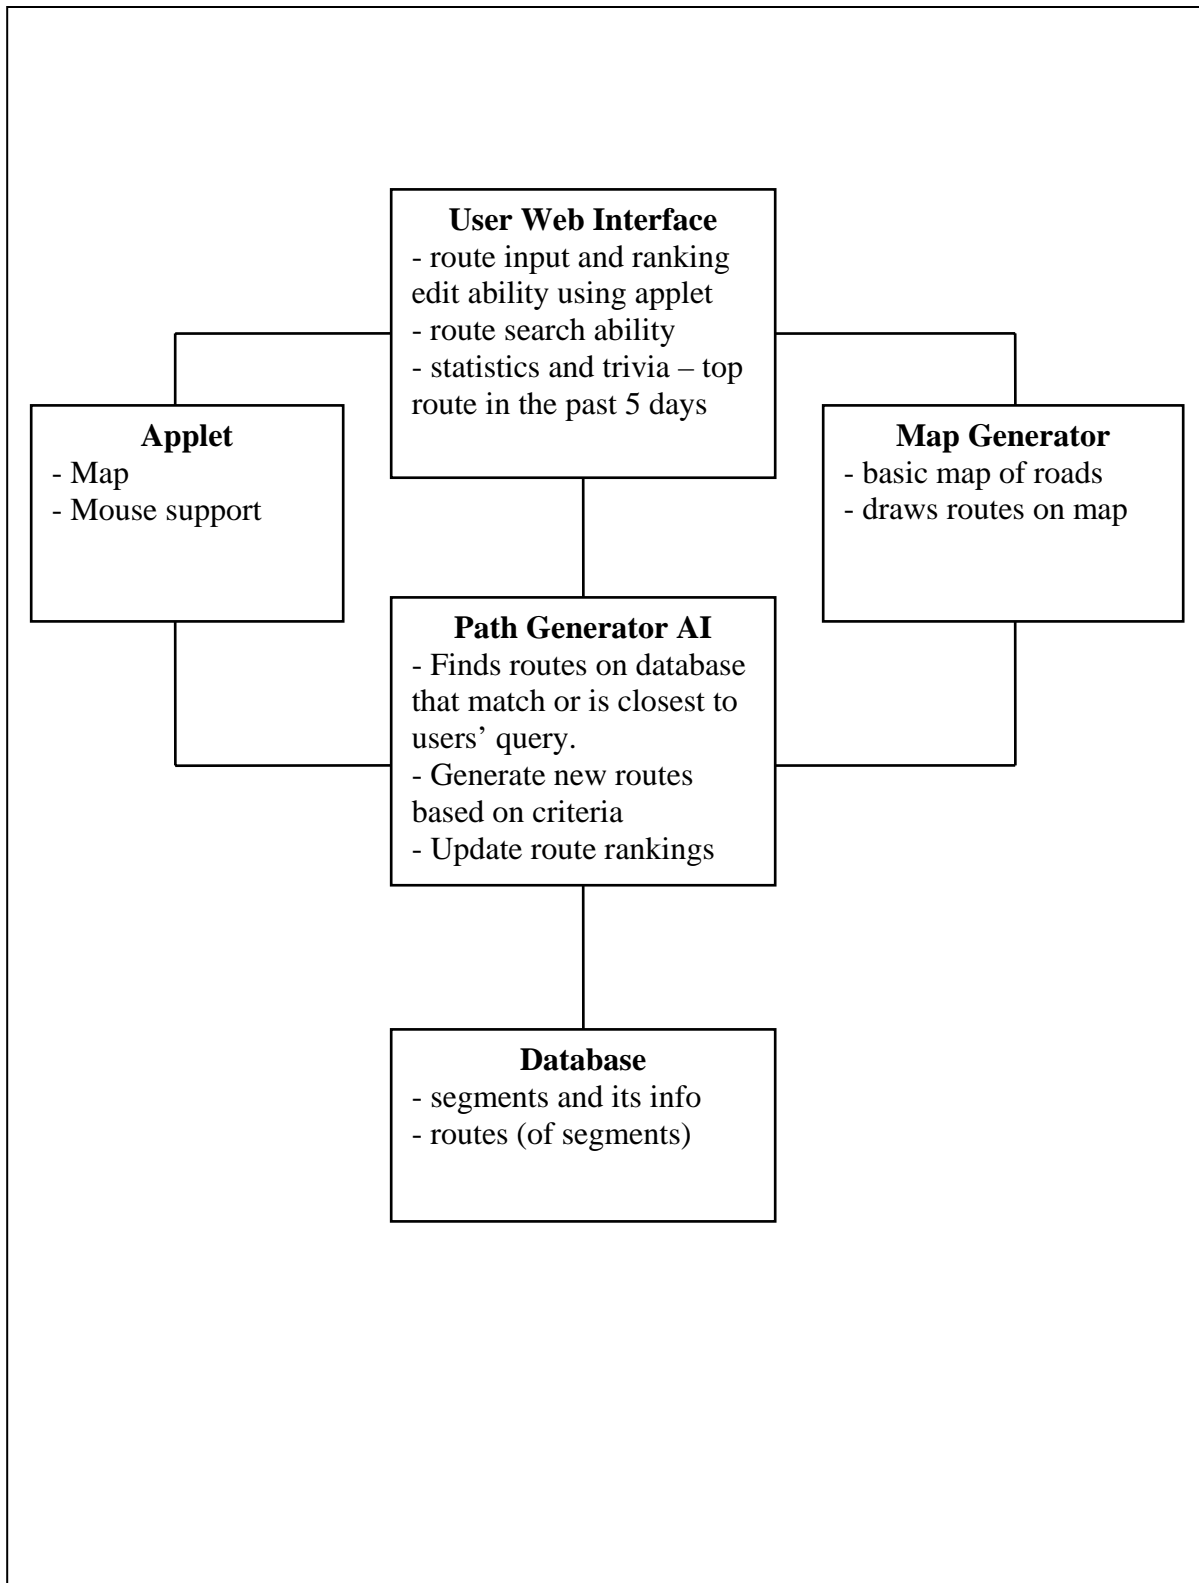 User Web Interface
- route input and ranking
edit ability using applet
- route search ability
- statistics and trivia – top
route in the past 5 days
Applet
- Map
- Mouse support
Map Generator
- basic map of roads
- draws routes on map
Path Generator AI
- Finds routes on database
that match or is closest to
users’ query.
- Generate new routes
based on criteria
- Update route rankings
Database
- segments and its info
- routes (of segments)